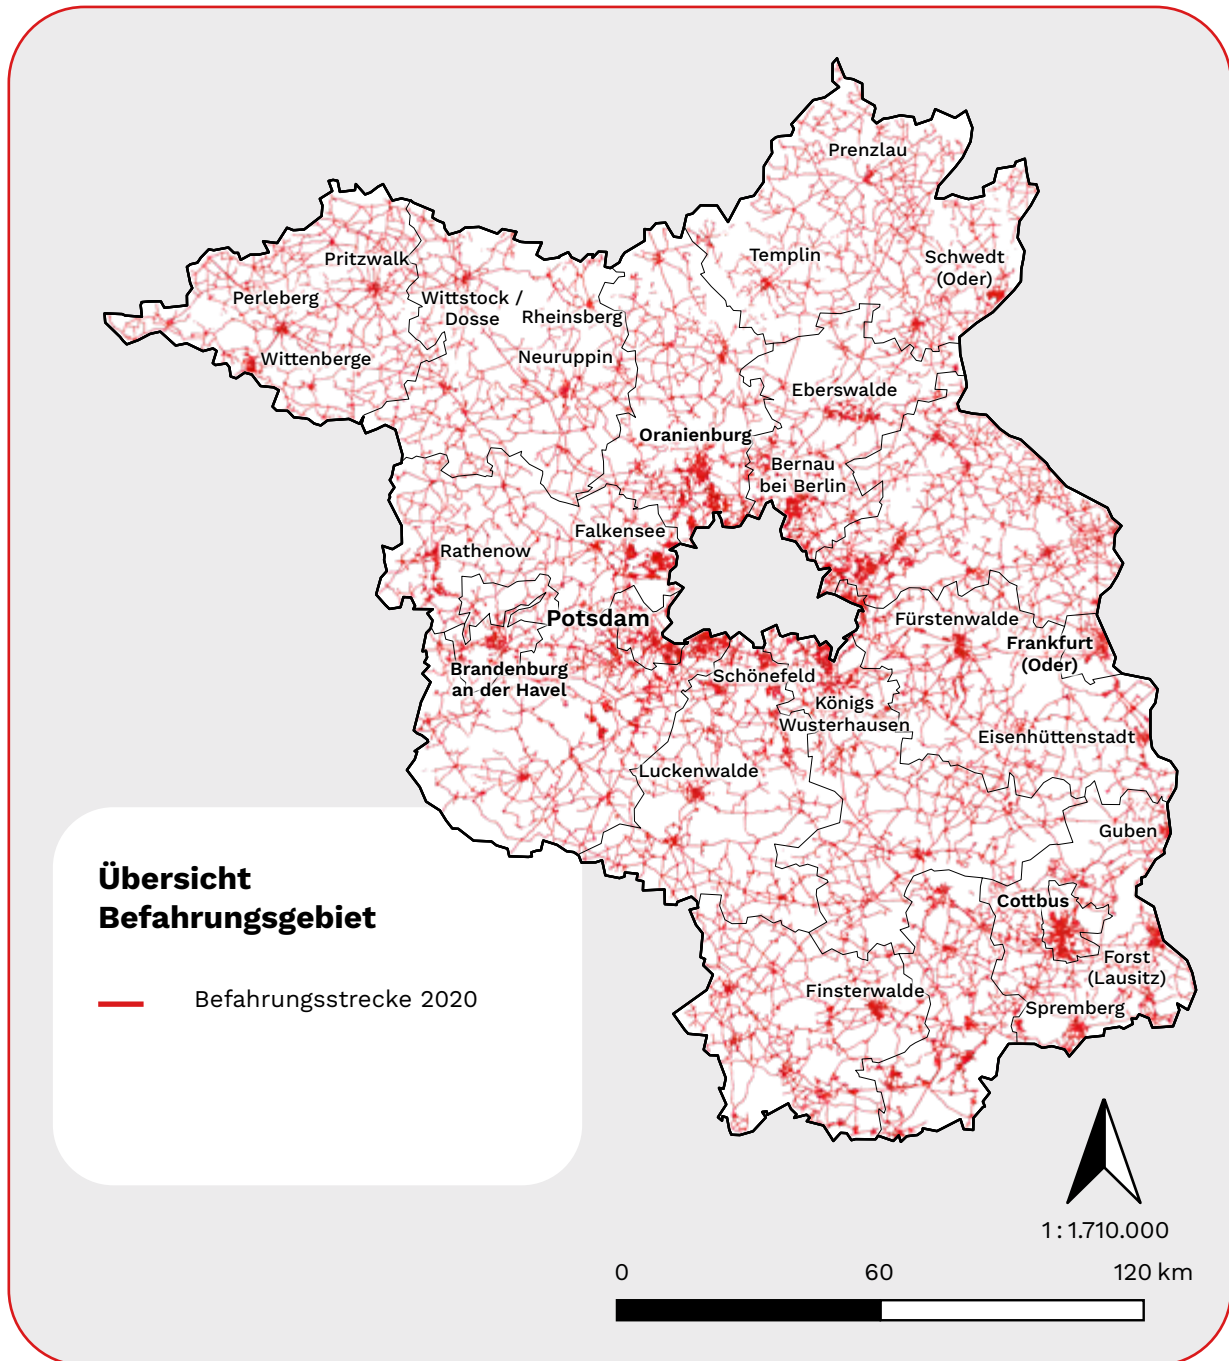 Prenzlau
Templin
Schwedt
(Oder)
Pritzwalk
Perleberg
Wittstock /
Dosse
Rheinsberg
Wittenberge
Neuruppin
Eberswalde
Oranienburg
Bernau
bei Berlin
Falkensee
Rathenow
Potsdam
Fürstenwalde
Frankfurt
(Oder)
Brandenburg
an der Havel
Schönefeld
Königs
Wusterhausen
Eisenhüttenstadt
Luckenwalde
Guben
Cottbus
Forst
(Lausitz)
Finsterwalde
Spremberg
Übersicht
Befahrungsgebiet
Befahrungsstrecke 2020
1 : 1.710.000
0 60 120 km